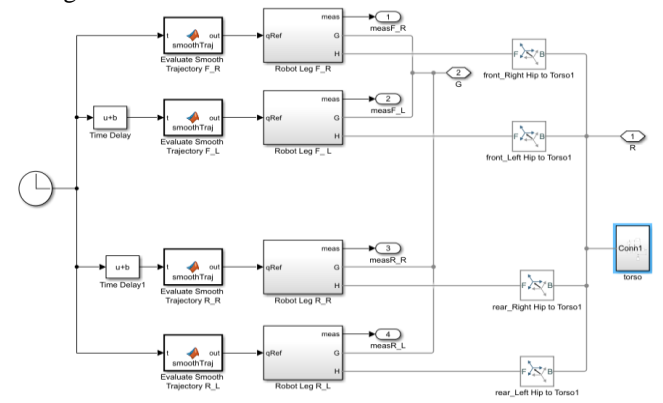 t out
smoothTraj
Evaluate Smooth
Trajectory F_R
qRef
meas
G
H
Robot Leg F_R
1
measF_R
F B
front_Right Hip to Torso1
2
G
u+b
Time Delay
t out
smoothTraj
Evaluate Smooth
Trajectory F_L
qRef
meas
G
H
Robot Leg F_ L
2
measF_L
F B
front_Left Hip to Torso1
1
R
Conn1
torso
u+b
Time Delay1
t out
smoothTraj
Evaluate Smooth
Trajectory R_R
qRef
meas
G
H
Robot Leg R_R
3
measR_R
F B
rear_Right Hip to Torso1
t out
smoothTraj
Evaluate Smooth
Trajectory R_L
qRef
meas
G
H
Robot Leg R_L
4
measR_L
F B
rear_Left Hip to Torso1